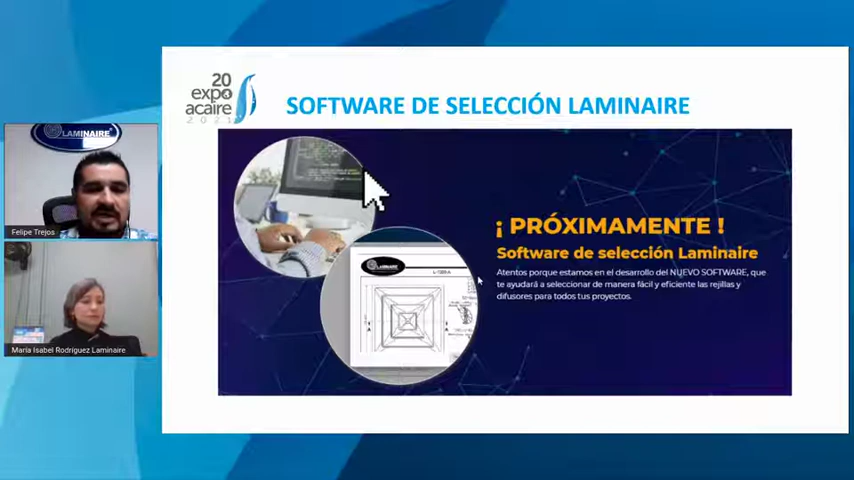 20
expo
acaire
2021
SOFTWARE DE SELECCIÓN LAMINAIRE
LAMINAIRE
Felipe Trejos
María Isabel Rodríguez Laminaire
¡ PRÓXIMAMENTE !
Software de selección Laminaire
Atentos porque estamos en el desarrollo del NUEVO SOFTWARE, que
te ayudará a seleccionar de manera fácil y eficiente las rejillas y
difusores para todos tus proyectos.
LAMINAIRE